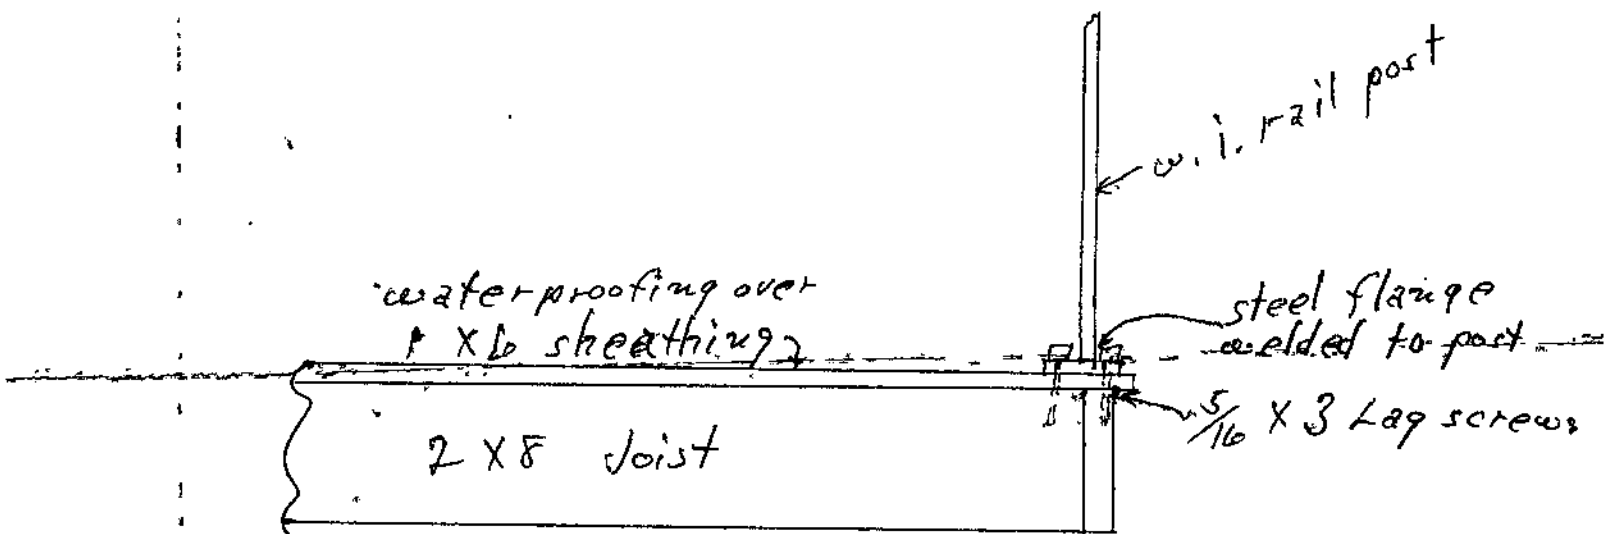 w.i. rail post
waterproofing over
1 x 6 sheathing
steel flange
welded to post
5/16 x 3 Lag screws
2 x 8 Joist